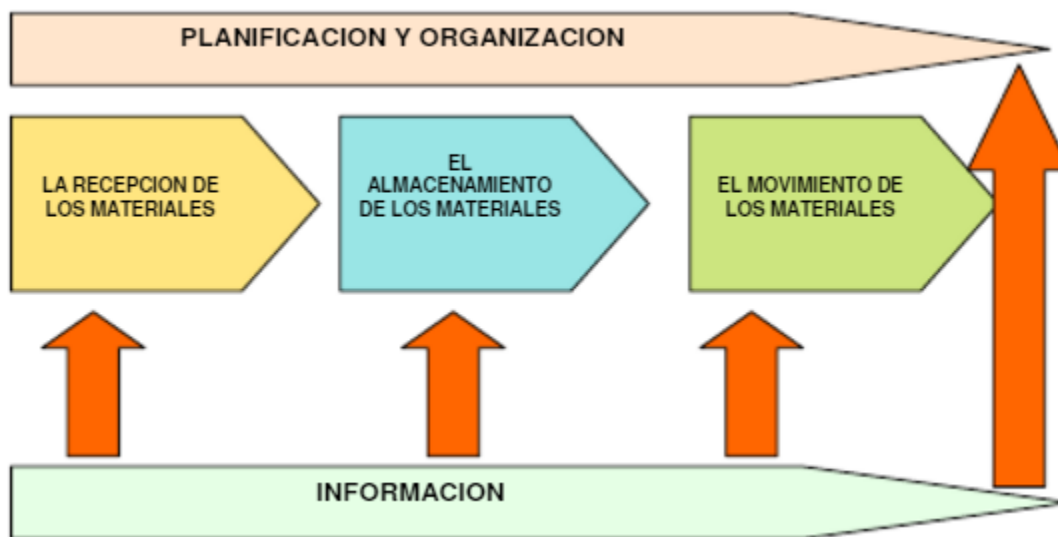 PLANIFICACION Y ORGANIZACION
LA RECEPCION DE
LOS MATERIALES
EL
ALMACENAMIENTO
DE LOS MATERIALES
EL MOVIMIENTO DE
LOS MATERIALES
INFORMACION